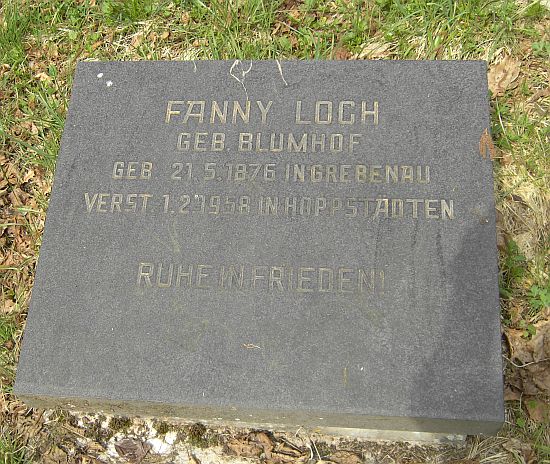 FANNY LOCH
GEB. BLUMHOF
GEB 21.5.1876 IN GREBENAU
VERST. 1.2.1958 IN HOPPSTÄDTEN
RUHE IN FRIEDEN!